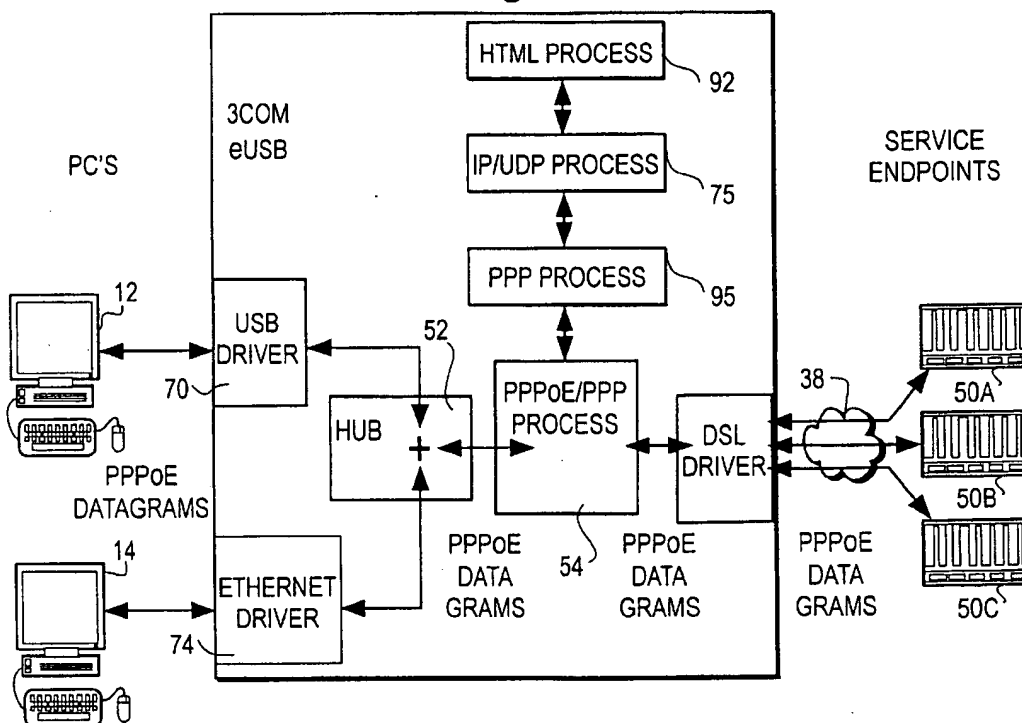 g
HTML PROCESS
92
3COM
eUSB
PC'S
IP/UDP PROCESS
75
SERVICE
ENDPOINTS
PPP PROCESS
95
12
USB
DRIVER
70
52
HUB
+
PPPoE/PPP
PROCESS
54
DSL
DRIVER
38
50A
50B
50C
PPPoE
DATAGRAMS
14
ETHERNET
DRIVER
74
PPPoE
DATA
GRAMS
PPPoE
DATA
GRAMS
PPPoE
DATA
GRAMS